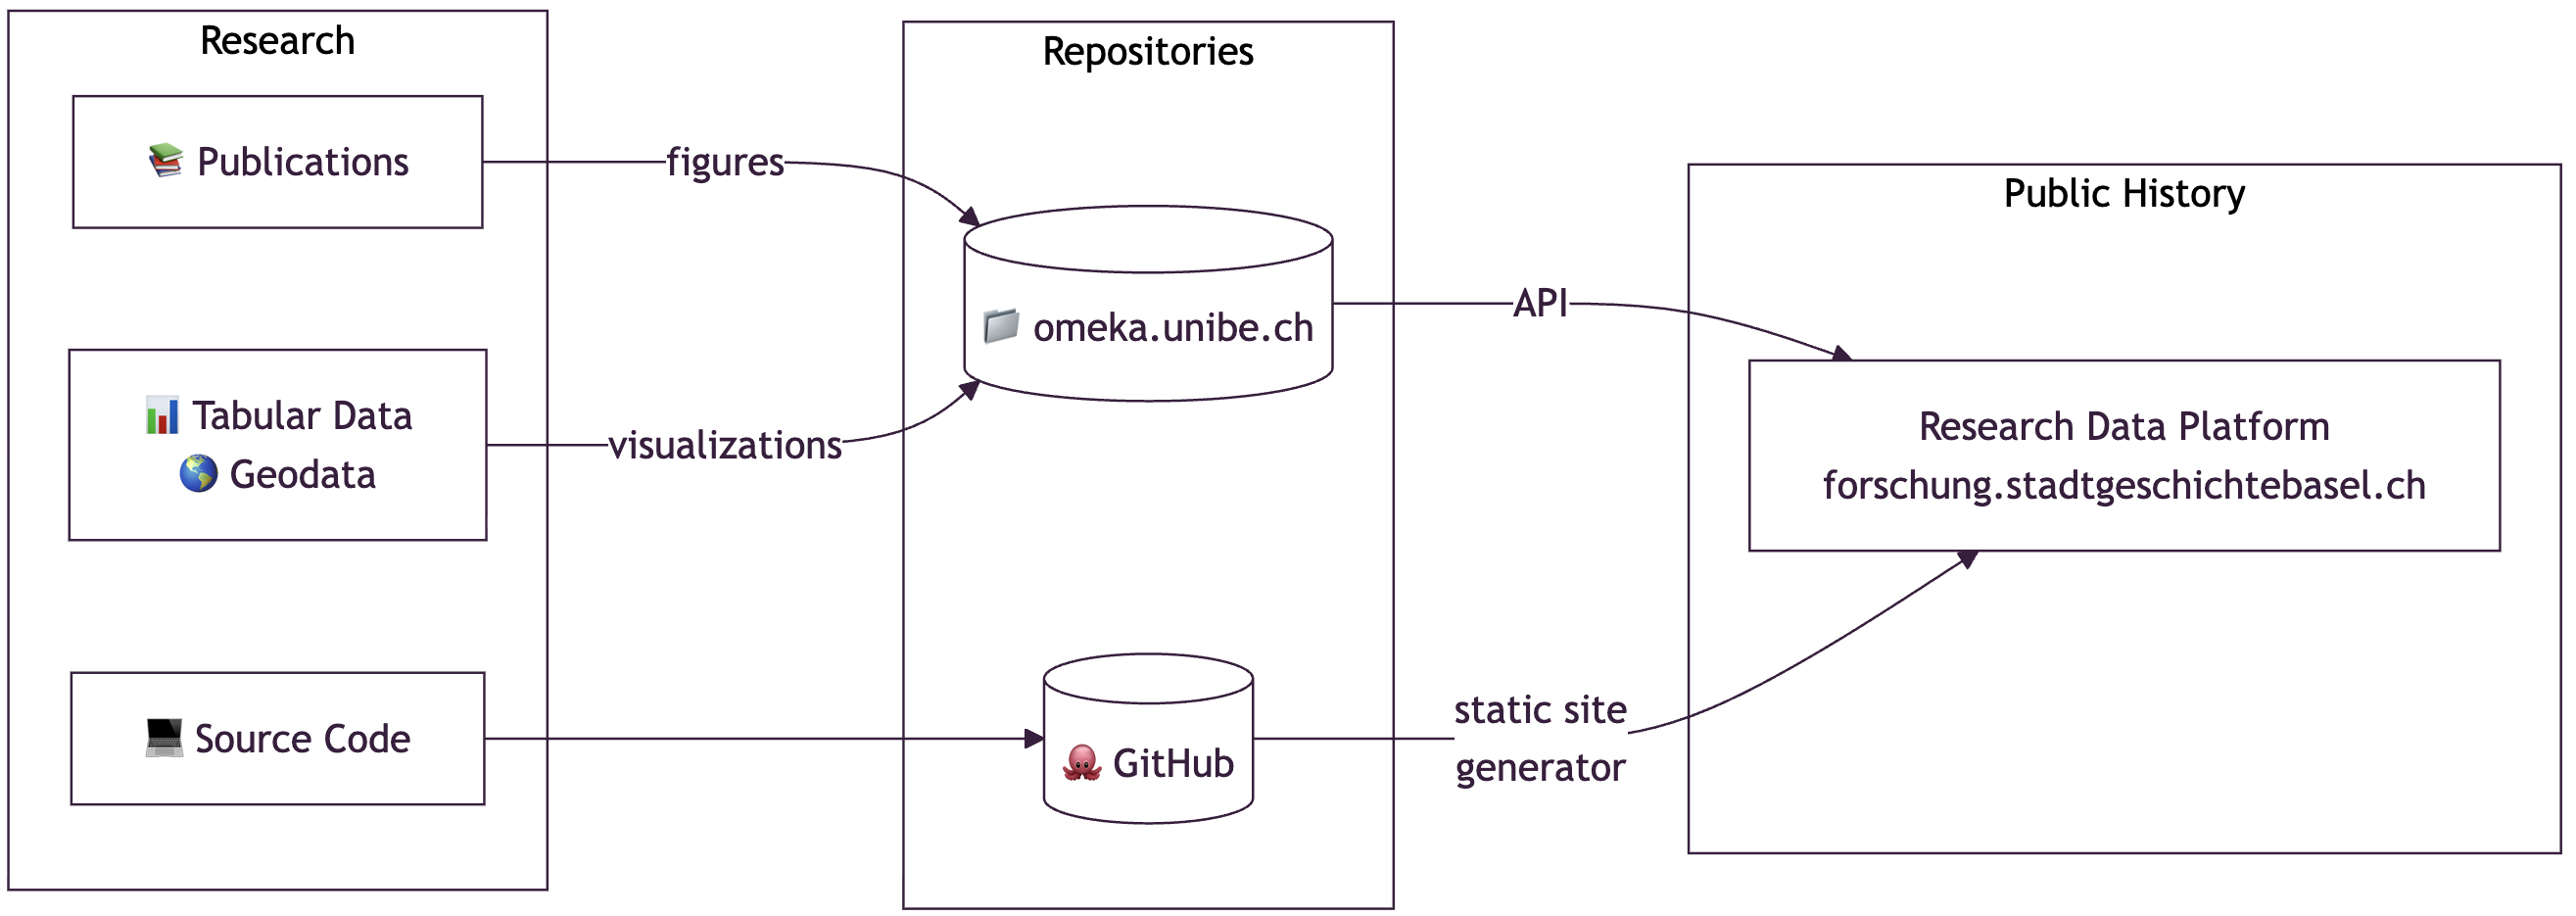 Research
Publications
Tabular Data
Geodata
Source Code
figures
visualizations
Repositories
omeka.unibe.ch
GitHub
API
static site
generator
Public History
Research Data Platform
forschung.stadtgeschichtebasel.ch